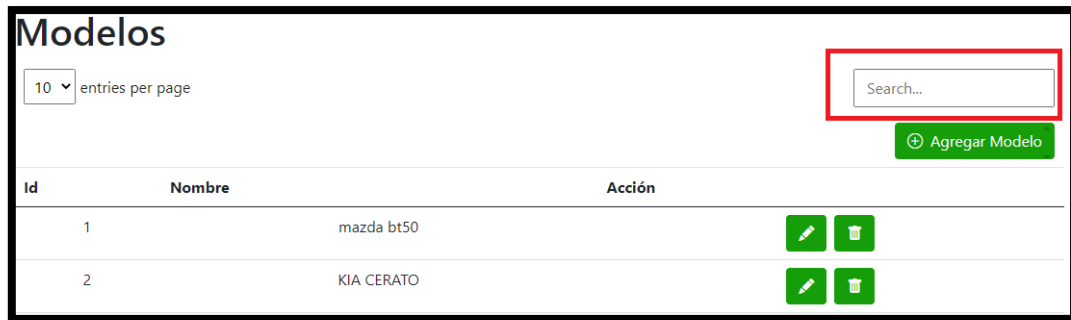 Modelos
10 entries per page
Search...
Agregar Modelo
Id Nombre Acción
1 mazda bt50
2 KIA CERATO